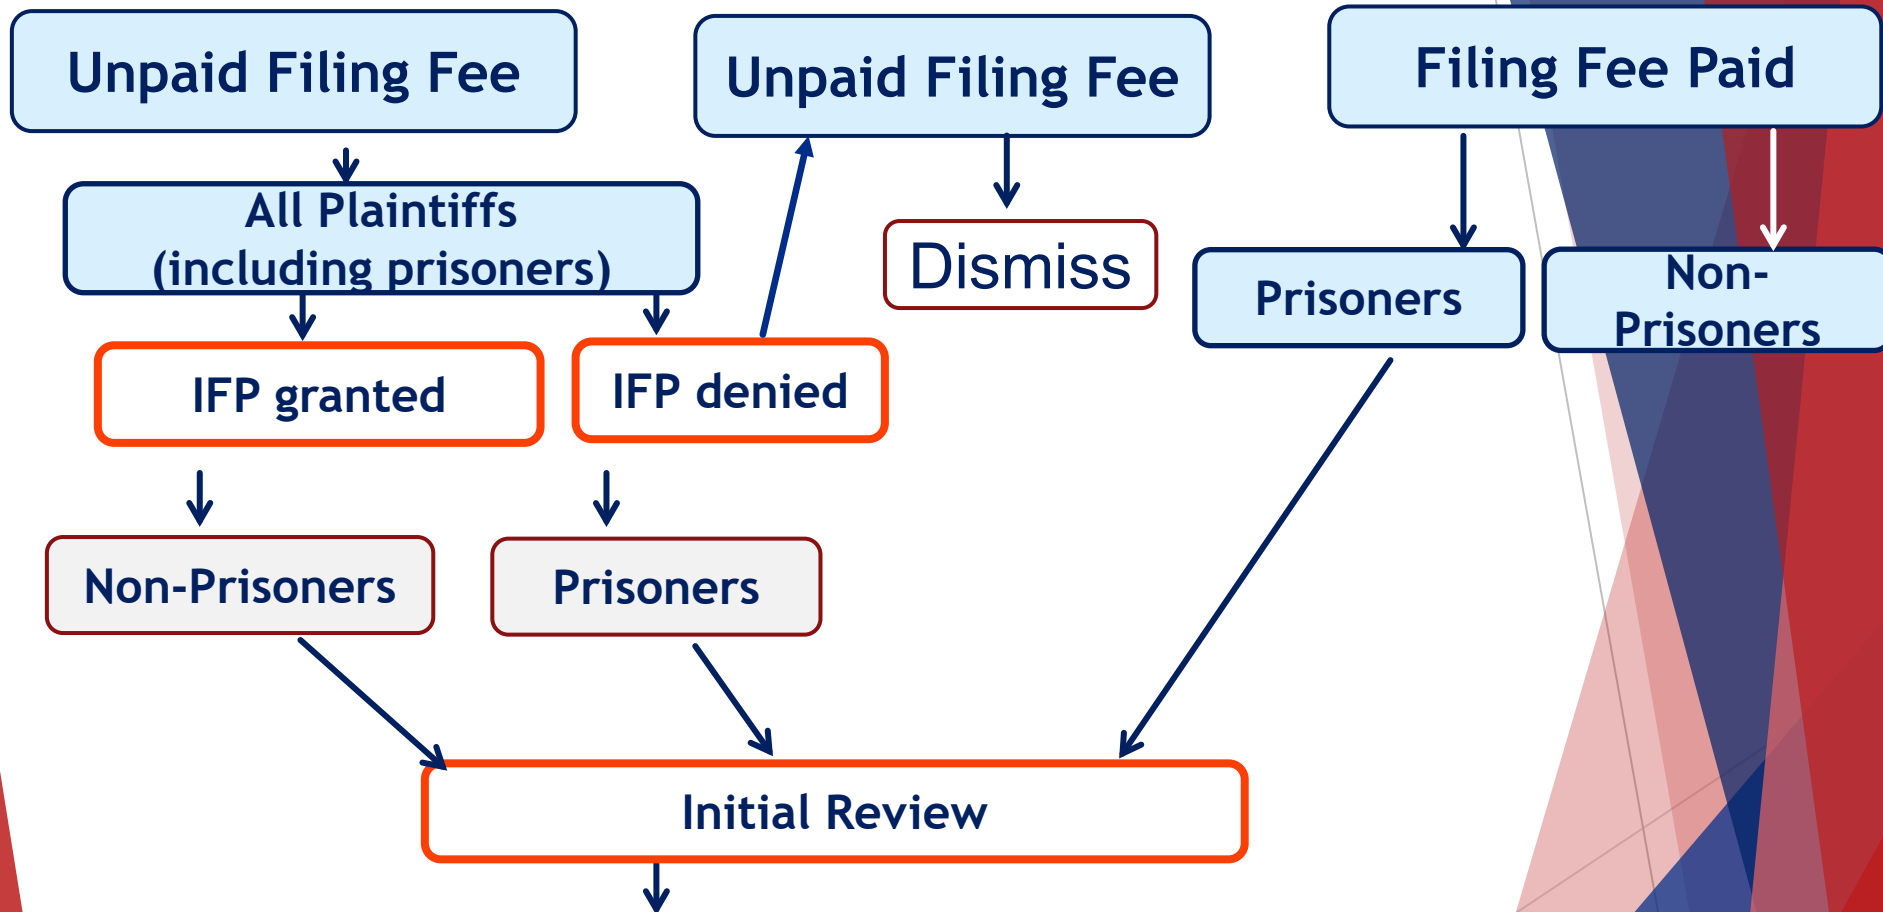 Unpaid Filing Fee
Unpaid Filing Fee
Filing Fee Paid
All Plaintiffs
(including prisoners)
Dismiss
Prisoners
Non-
Prisoners
IFP granted
IFP denied
Non-Prisoners
Prisoners
Initial Review